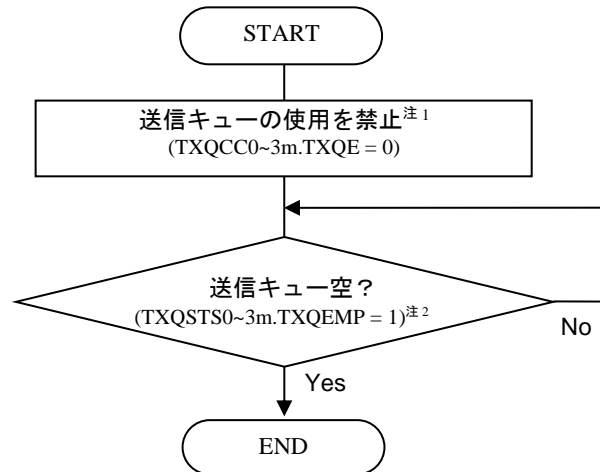 START
送信キューの使用を禁止注 1
(TXQCC0~3m.TXQE = 0)
送信キュー空？
(TXQSTS0~3m.TXQEMP = 1)注 2
No
Yes
END